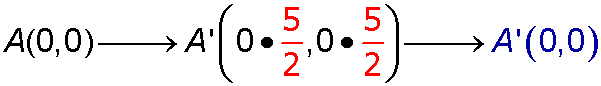 A(0,0) ⟶ A'(0•5/2,0•5/2) ⟶ A'(0,0)